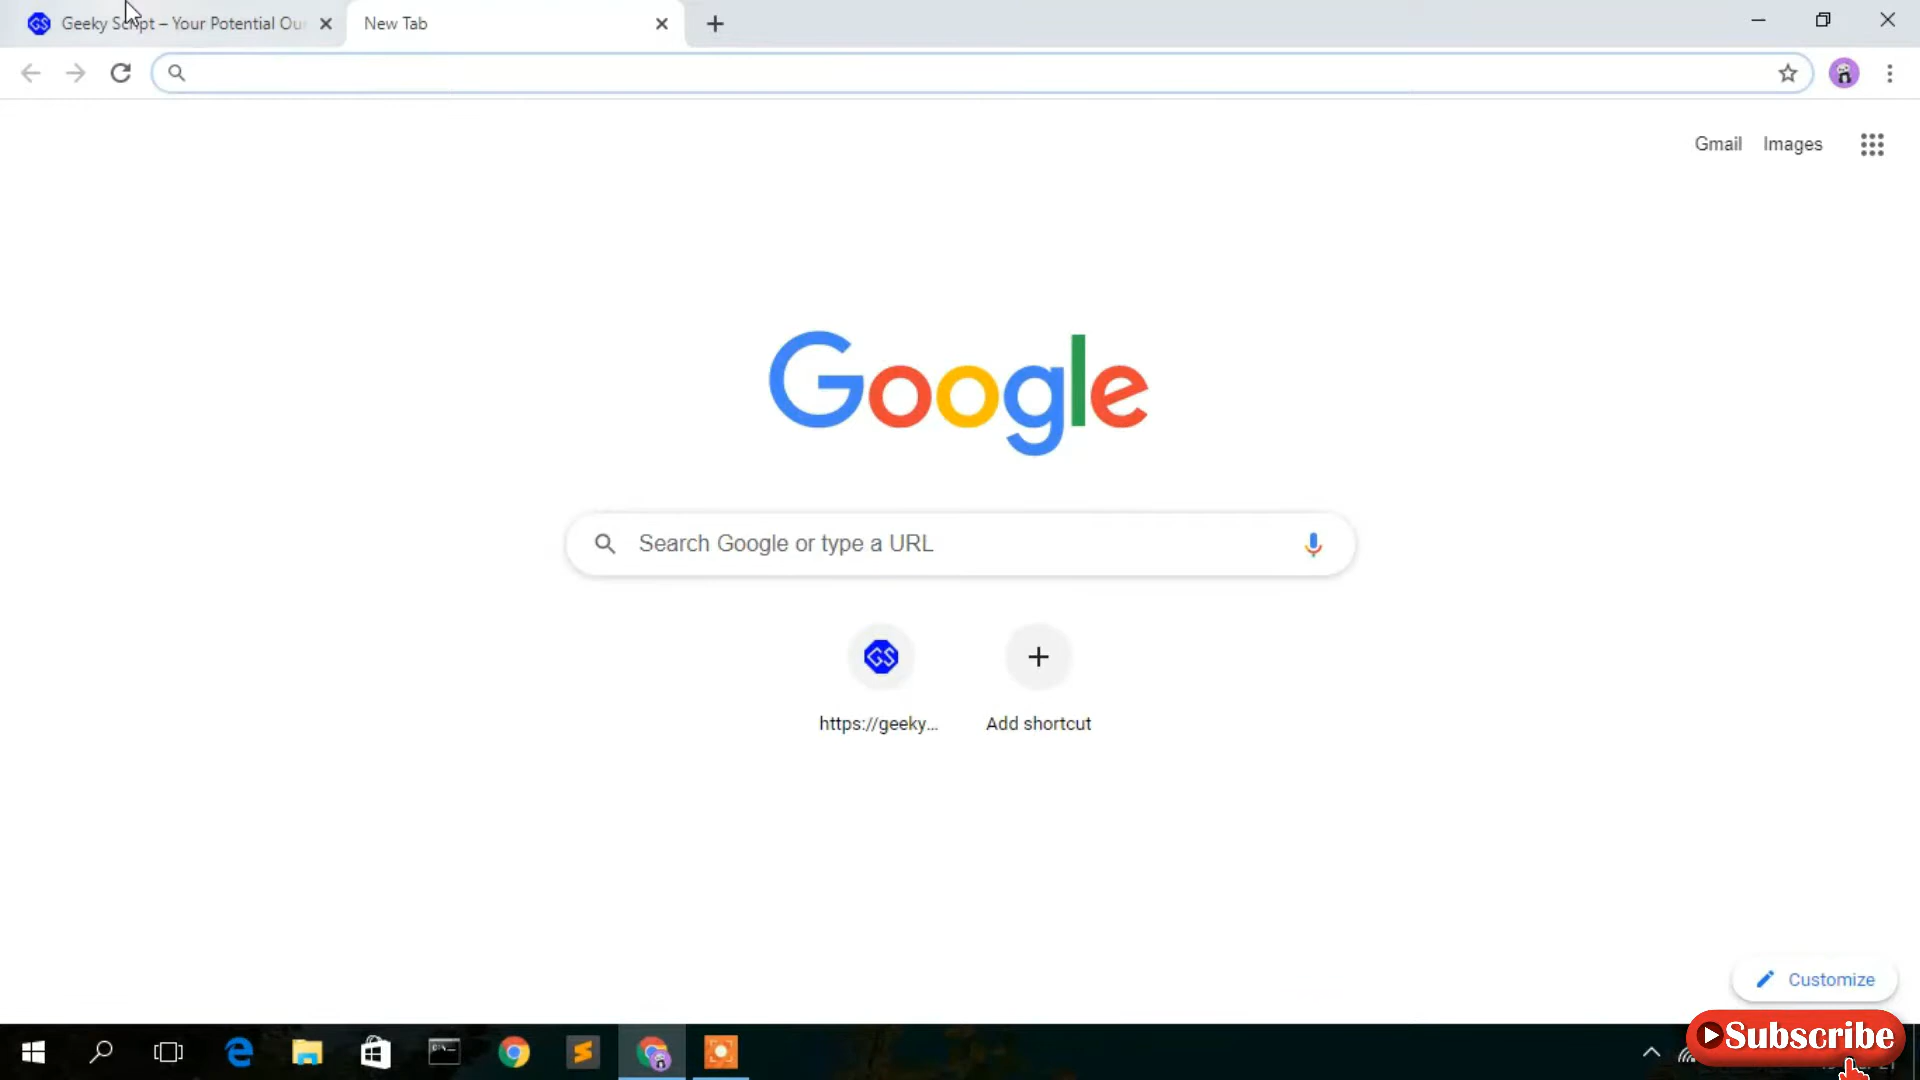 Geeky Script – Your Potential Ou
New Tab
Gmail
Images
Google
Search Google or type a URL
GS
https://geeky...
Add shortcut
Customize
Subscribe